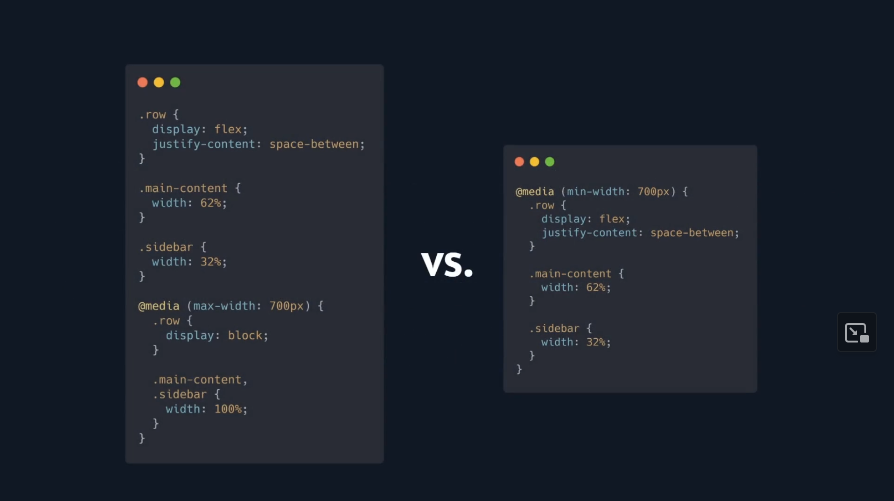 .row {
  display: flex;
  justify-content: space-between;
}
.main-content {
  width: 62%;
}
.sidebar {
  width: 32%;
}
@media (max-width: 700px) {
  .row {
    display: block;
  }
  .main-content,
  .sidebar {
    width: 100%;
  }
}
vs.
@media (min-width: 700px) {
  .row {
    display: flex;
    justify-content: space-between;
  }
  .main-content {
    width: 62%;
  }
  .sidebar {
    width: 32%;
  }
}